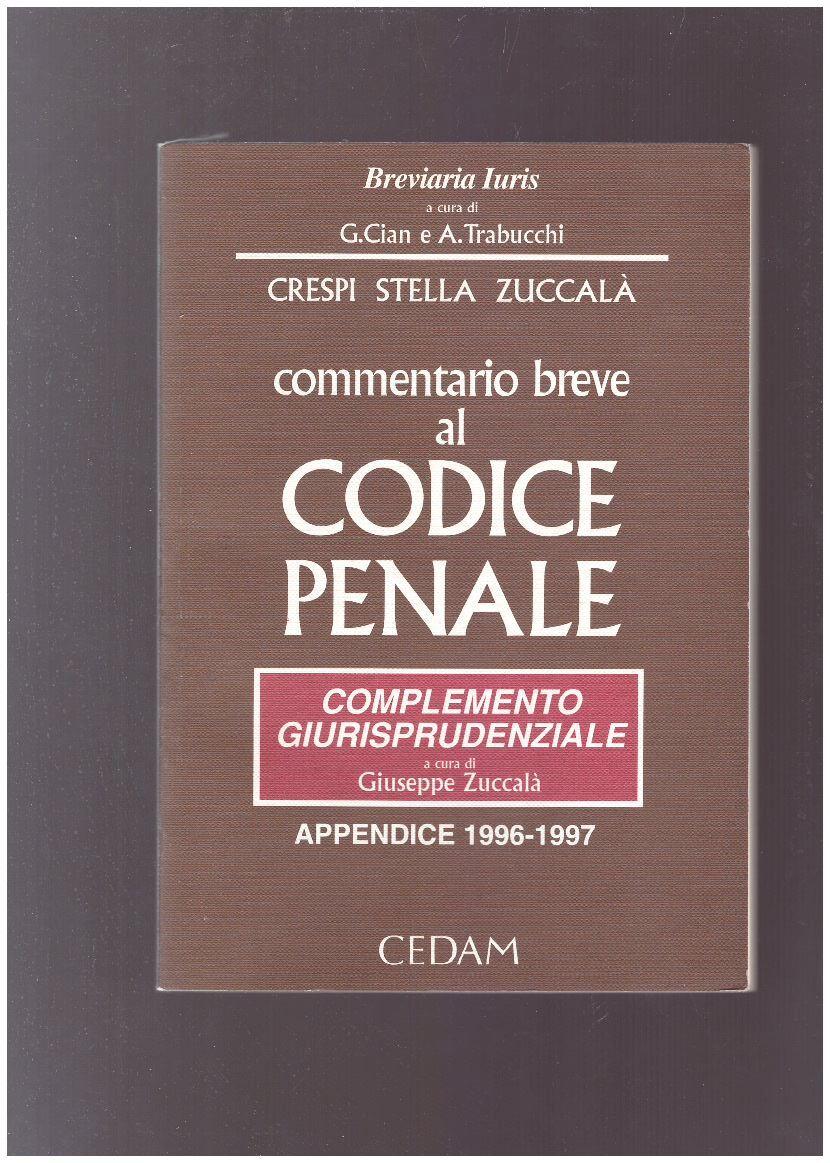 Breviaria Iuris
a cura di
G.Cian e A.Trabucchi
CRESPI STELLA ZUCCALÀ
commentario breve
al
CODICE
PENALE
COMPLEMENTO
GIURISPRUDENZIALE
a cura di
Giuseppe Zuccalà
APPENDICE 1996-1997
CEDAM